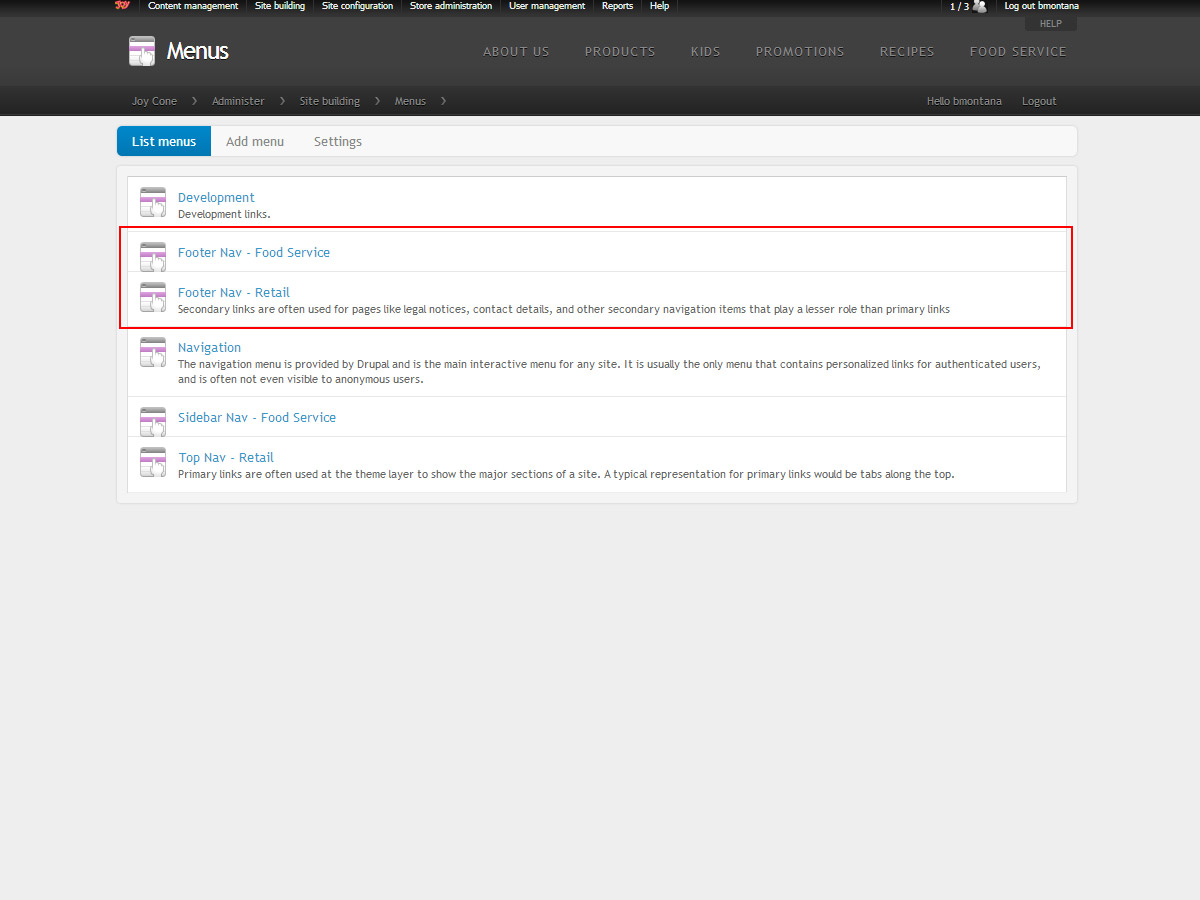 JOY Content management Site building Site configuration Store administration User management Reports Help 1 / 3 Log out bmontana
HELP
Menus ABOUT US PRODUCTS KIDS PROMOTIONS RECIPES FOOD SERVICE
Joy Cone Administer Site building Menus Hello bmontana Logout
List menus Add menu Settings
Development
Development links.
Footer Nav - Food Service
Footer Nav - Retail
Secondary links are often used for pages like legal notices, contact details, and other secondary navigation items that play a lesser role than primary links
Navigation
The navigation menu is provided by Drupal and is the main interactive menu for any site. It is usually the only menu that contains personalized links for authenticated users,
and is often not even visible to anonymous users.
Sidebar Nav - Food Service
Top Nav - Retail
Primary links are often used at the theme layer to show the major sections of a site. A typical representation for primary links would be tabs along the top.